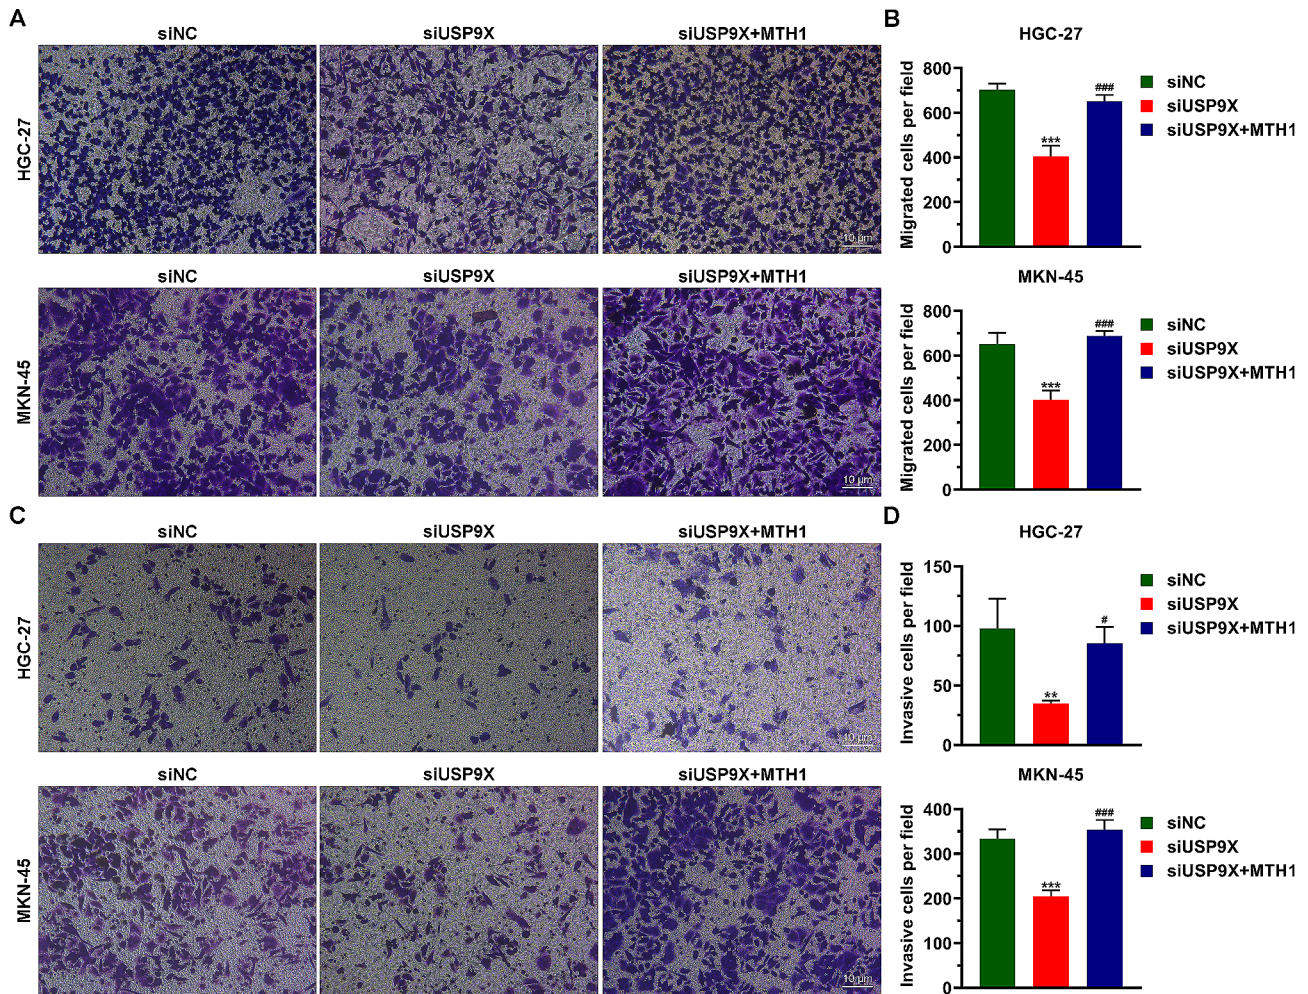 A
siNC siUSP9X siUSP9X+MTH1
HGC-27
10 µm
siNC siUSP9X siUSP9X+MTH1
MKN-45
10 µm
B
HGC-27
Migrated cells per field
800
600
400
200
0
***
###
siNC
siUSP9X
siUSP9X+MTH1
MKN-45
Migrated cells per field
800
600
400
200
0
***
###
siNC
siUSP9X
siUSP9X+MTH1
C
siNC siUSP9X siUSP9X+MTH1
HGC-27
10 µm
siNC siUSP9X siUSP9X+MTH1
MKN-45
10 µm
D
HGC-27
Invasive cells per field
150
100
50
0
**
#
siNC
siUSP9X
siUSP9X+MTH1
MKN-45
Invasive cells per field
400
300
200
100
0
***
###
siNC
siUSP9X
siUSP9X+MTH1